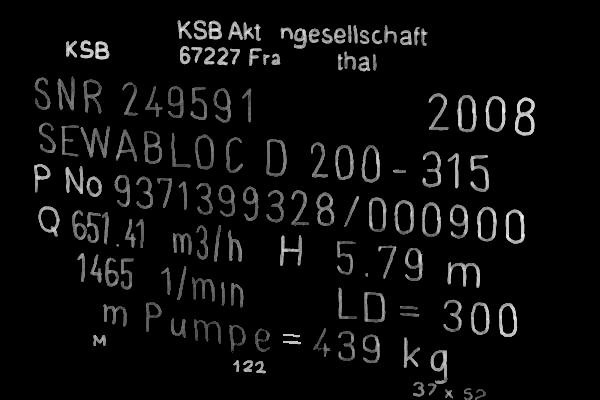 KSB Akt ngesellschaft
KSB 67227 Fra thal
SNR 249591 2008
SEWABLOC D 200-315
P No 9371399328/000900
Q 651.41 m3/h H 5.79 m
1465 1/min LD = 300
m Pumpe = 439 kg
M 122 37 x 52